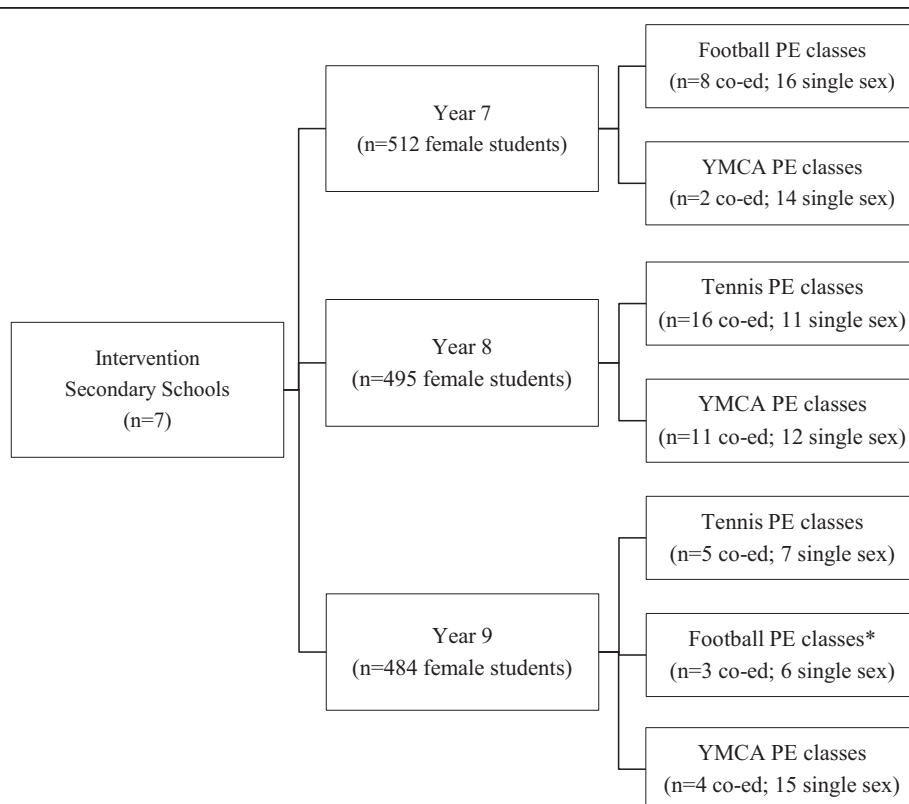 Intervention
Secondary Schools
(n=7)
Year 7
(n=512 female students)
Football PE classes
(n=8 co-ed; 16 single sex)
YMCA PE classes
(n=2 co-ed; 14 single sex)
Year 8
(n=495 female students)
Tennis PE classes
(n=16 co-ed; 11 single sex)
YMCA PE classes
(n=11 co-ed; 12 single sex)
Year 9
(n=484 female students)
Tennis PE classes
(n=5 co-ed; 7 single sex)
Football PE classes*
(n=3 co-ed; 6 single sex)
YMCA PE classes
(n=4 co-ed; 15 single sex)